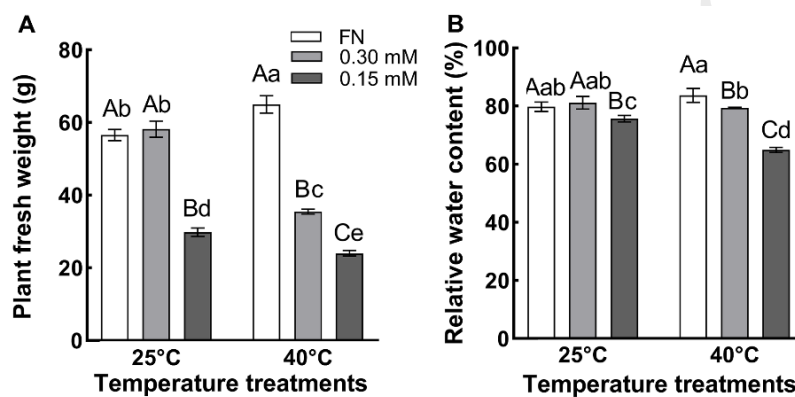 A
Plant fresh weight (g)
80
60
40
20
0
FN
0.30 mM
0.15 mM
Ab
Ab
Bd
Aa
Bc
Ce
25°C
40°C
Temperature treatments
B
Relative water content (%)
100
80
60
40
20
0
Aab
Aab
Bc
Aa
Bb
Cd
25°C
40°C
Temperature treatments